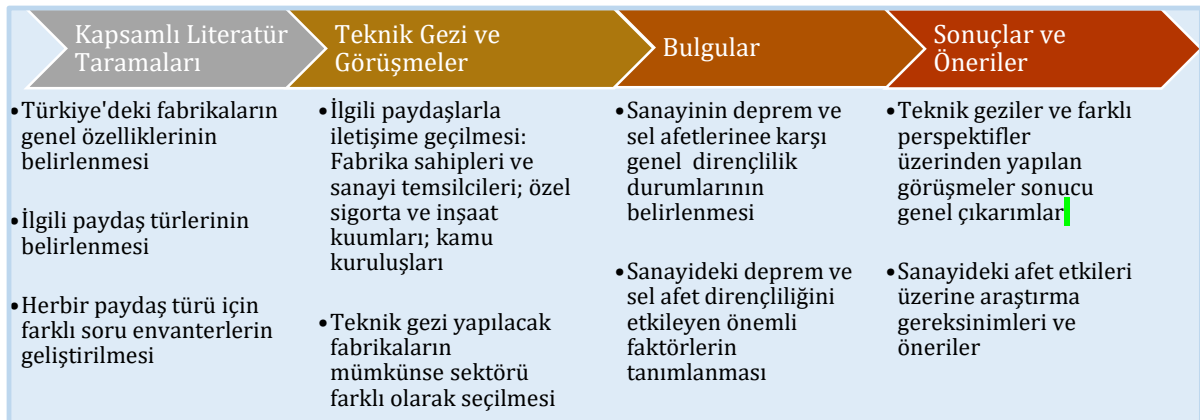 Kapsamlı Literatür
Taramaları
Teknik Gezi ve
Görüşmeler
Bulgular
Sonuçlar ve
Öneriler
•Türkiye'deki fabrikaların
genel özelliklerinin
belirlenmesi
•İlgili paydaş türlerinin
belirlenmesi
•Herbir paydaş türü için
farklı soru envanterlerin
geliştirilmesi
•İlgili paydaşlarla
iletişime geçilmesi:
Fabrika sahipleri ve
sanayi temsilcileri; özel
sigorta ve inşaat
kuumları; kamu
kuruluşları
•Teknik gezi yapılacak
fabrikaların
mümkünse sektörü
farklı olarak seçilmesi
•Sanayinin deprem ve
sel afetlerinee karşı
genel dirençlilik
durumlarının
belirlenmesi
•Sanayideki deprem ve
sel afet dirençliliğini
etkileyen önemli
faktörlerin
tanımlanması
•Teknik geziler ve farklı
perspektifler
üzerinden yapılan
görüşmeler sonucu
genel çıkarımlar
•Sanayideki afet etkileri
üzerine araştırma
gereksinimleri ve
öneriler